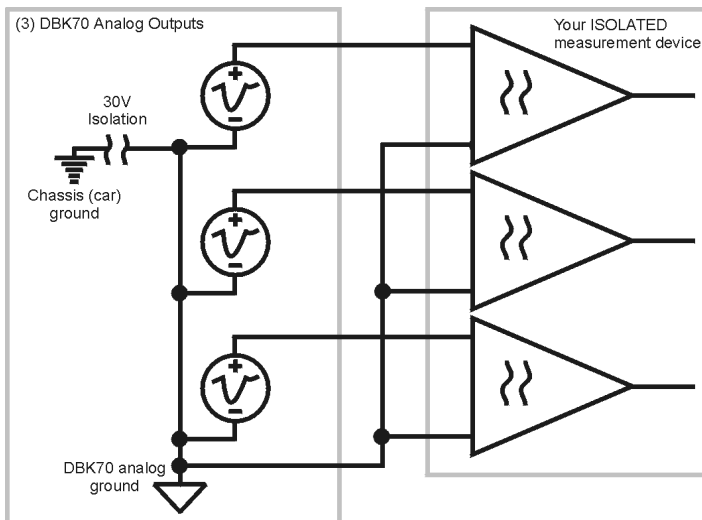 (3) DBK70 Analog Outputs
Your ISOLATED
measurement device
30V
Isolation
Chassis (car)
ground
DBK70 analog
ground